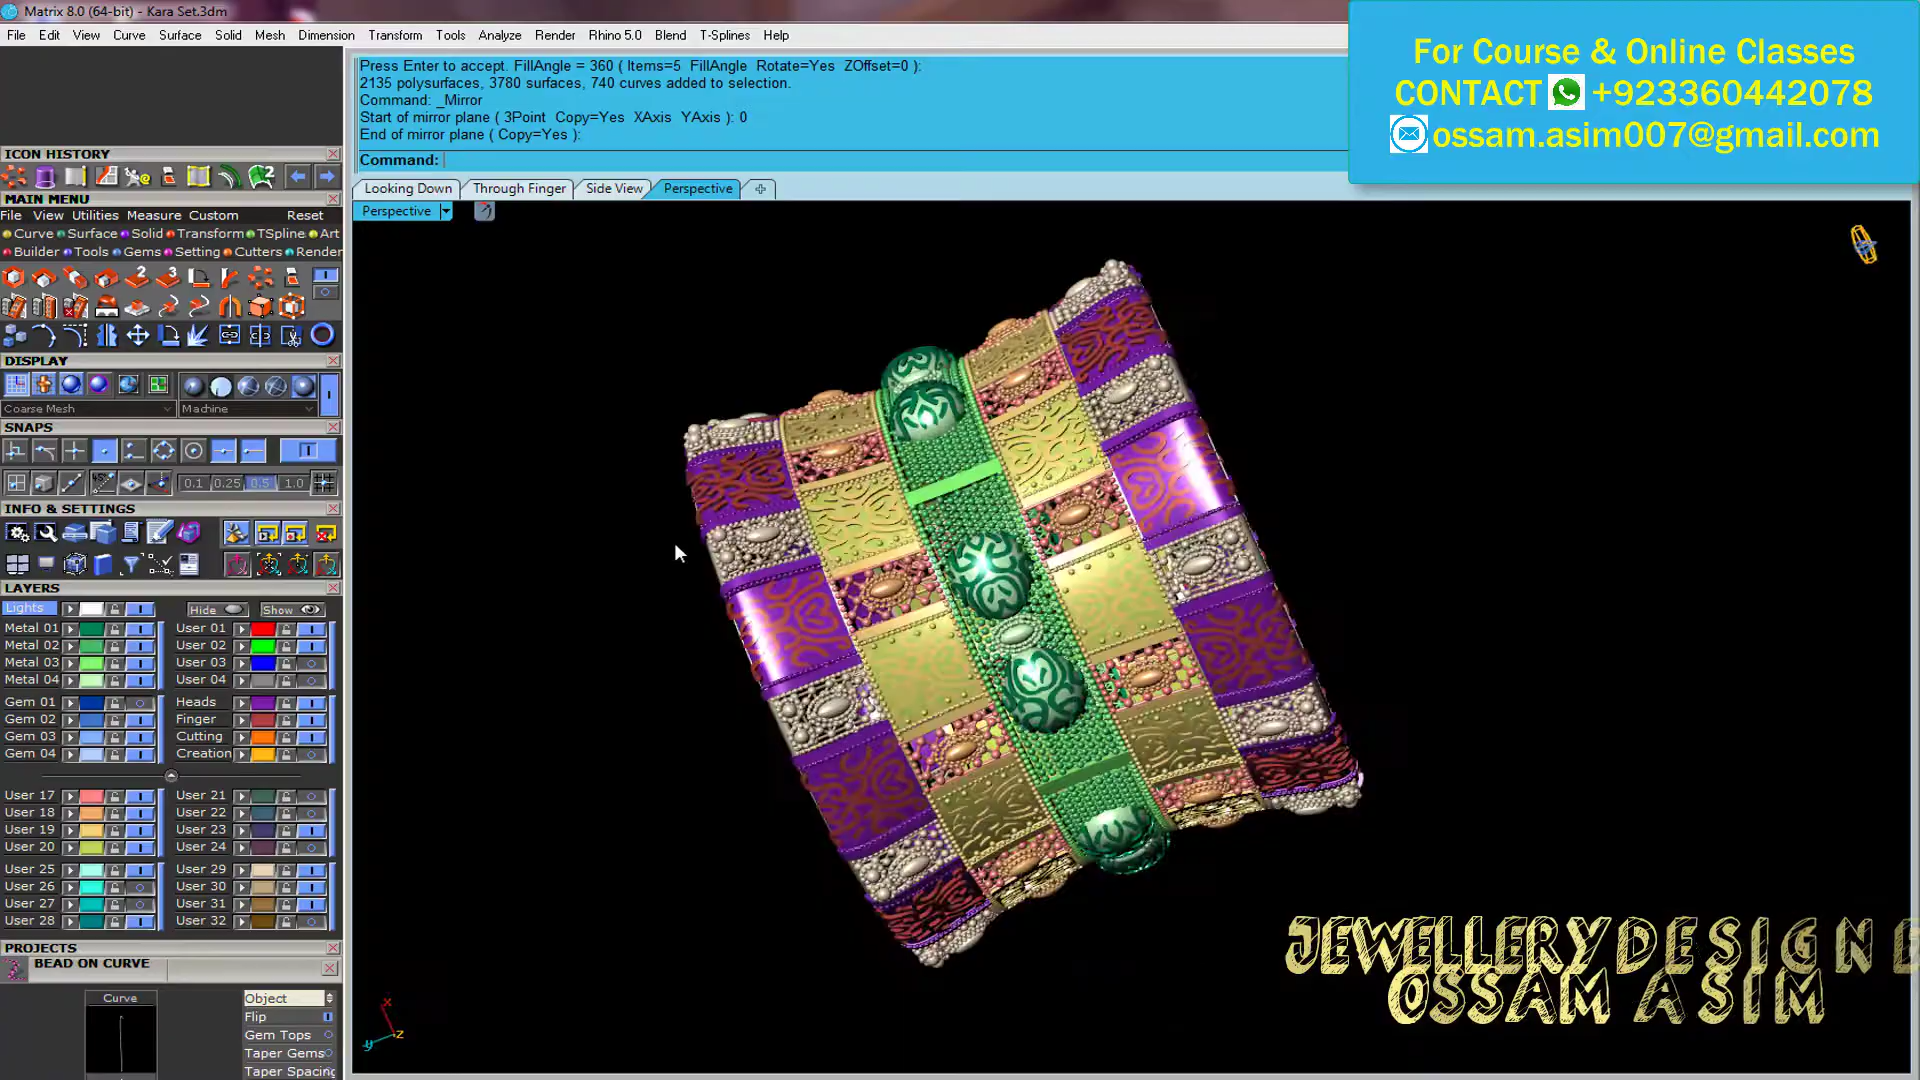 Matrix 8.0 (64-bit) - Kara Set.3dm
File Edit View Curve Surface Solid Mesh Dimension Transform Tools Analyze Render Rhino 5.0 Blend T-Splines Help
For Course & Online Classes
CONTACT +923360442078
ossam.asim007@gmail.com
Press Enter to accept. FillAngle = 360 ( Items=5 FillAngle Rotate=Yes ZOffset=0 ):
2135 polysurfaces, 3780 surfaces, 740 curves added to selection.
Command: _Mirror
Start of mirror plane ( 3Point Copy=Yes XAxis YAxis ): 0
End of mirror plane ( Copy=Yes ):
Command:
Looking Down Through Finger Side View Perspective
Perspective
ICON HISTORY
2
MAIN MENU
File View Utilities Measure Custom Reset
Curve Surface Solid Transform TSpline Art
Builder Tools Gems Setting Cutters Render
2 3
DISPLAY
Coarse Mesh Machine
SNAPS
0.1 0.25 0.5 1.0
INFO & SETTINGS
LAYERS
Lights Hide Show
Metal 01 User 01
Metal 02 User 02
Metal 03 User 03
Metal 04 User 04
Gem 01 Heads
Gem 02 Finger
Gem 03 Cutting
Gem 04 Creation
User 17 User 21
User 18 User 22
User 19 User 23
User 20 User 24
User 25 User 29
User 26 User 30
User 27 User 31
User 28 User 32
PROJECTS
BEAD ON CURVE
Curve Object
Flip
Gem Tops
Taper Gems
Taper Spacing
x
y z
JEWELLERY DESIGNE
OSSAM ASIM